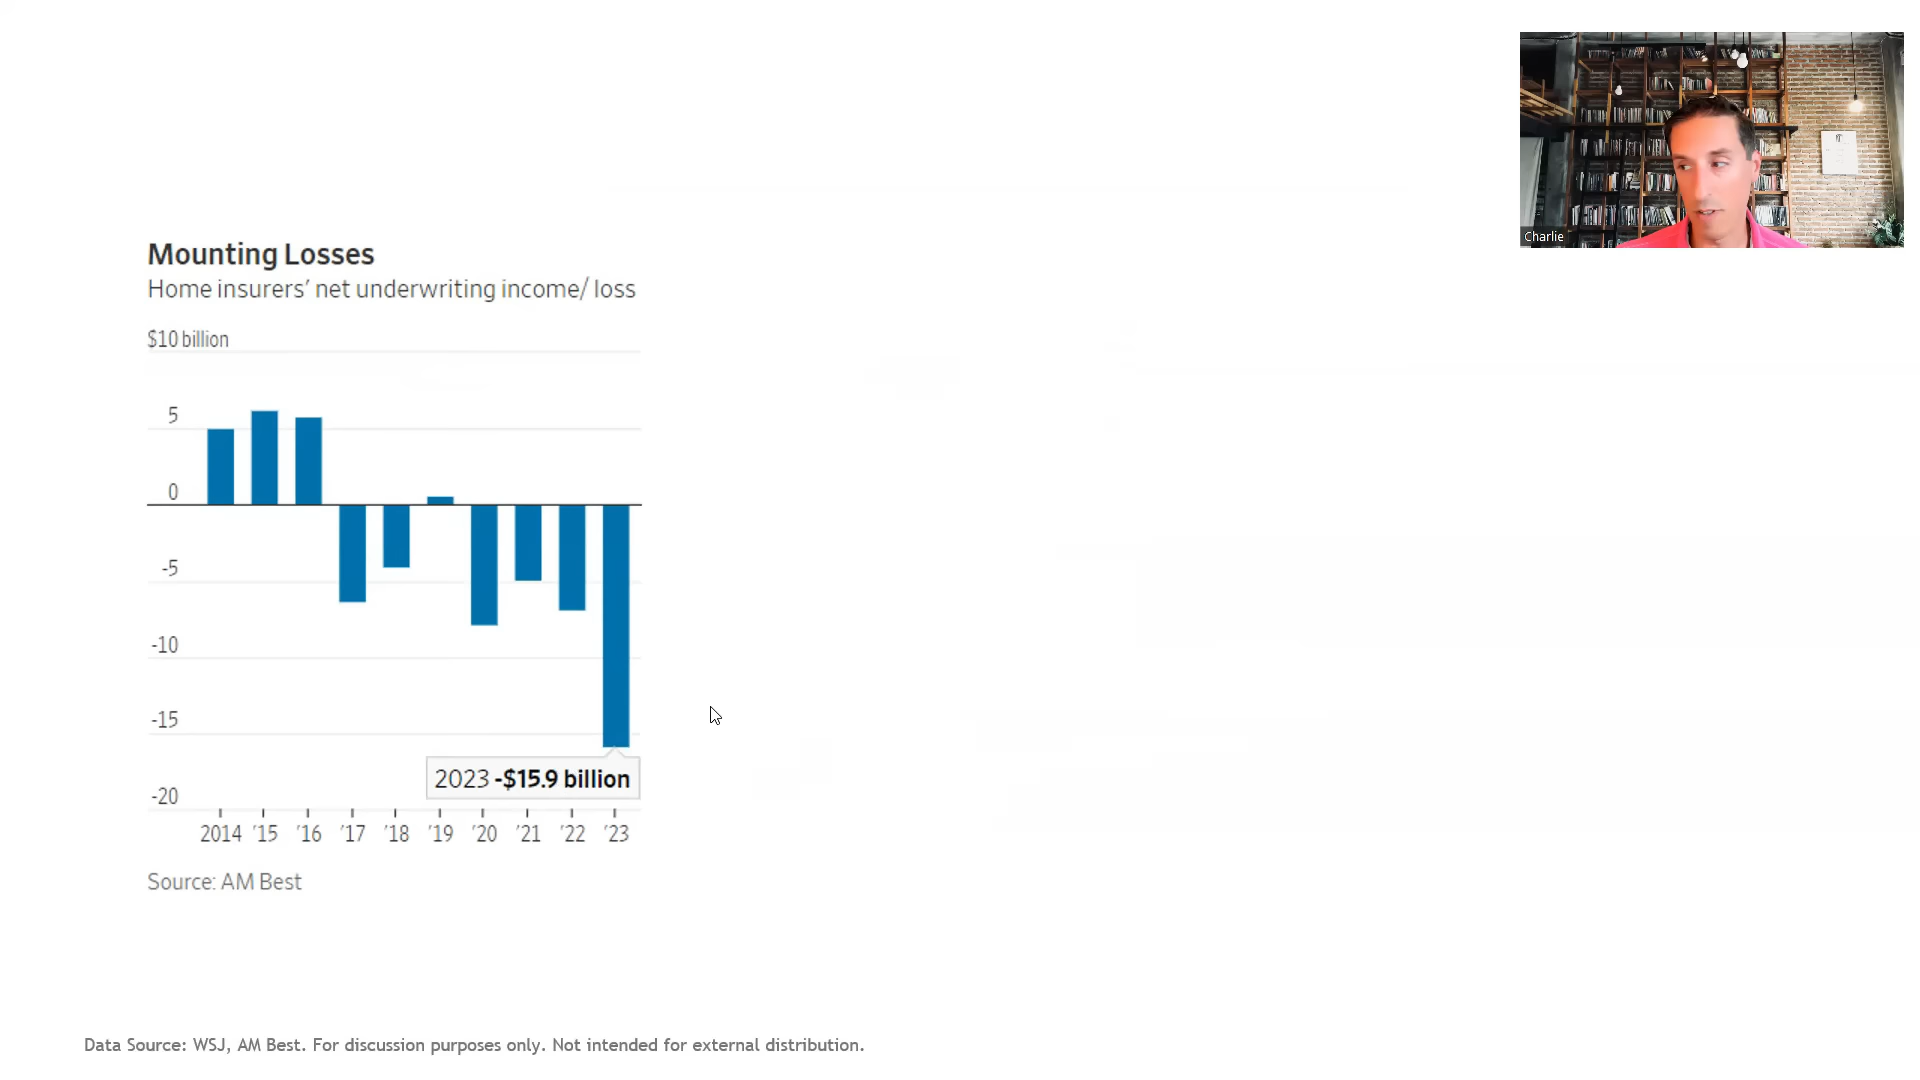 Charlie
Mounting Losses
Home insurers’ net underwriting income/ loss
$10 billion
5
0
-5
-10
-15
2023 -$15.9 billion
-20
2014 ’15 ’16 ’17 ’18 ’19 ’20 ’21 ’22 ’23
Source: AM Best
Data Source: WSJ, AM Best. For discussion purposes only. Not intended for external distribution.